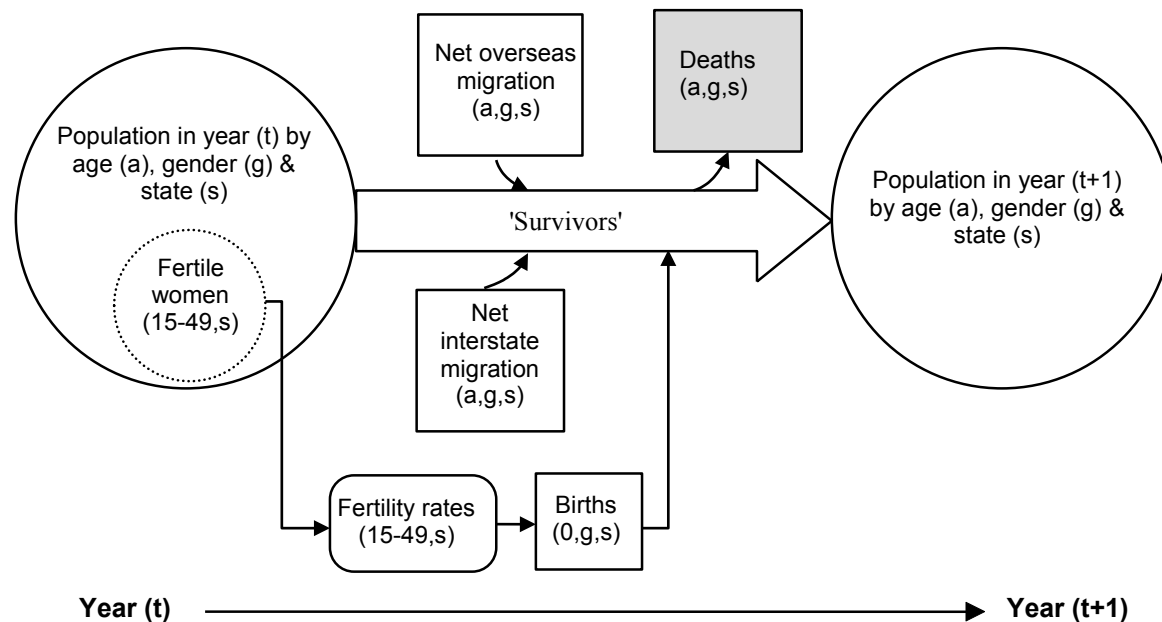 Net overseas
migration
(a,g,s)
Deaths
(a,g,s)
Population in year (t) by
age (a), gender (g) &
state (s)
Fertile
women
(15-49,s)
'Survivors'
Population in year (t+1)
by age (a), gender (g) &
state (s)
Net
interstate
migration
(a,g,s)
Fertility rates
(15-49,s)
Births
(0,g,s)
Year (t)
Year (t+1)